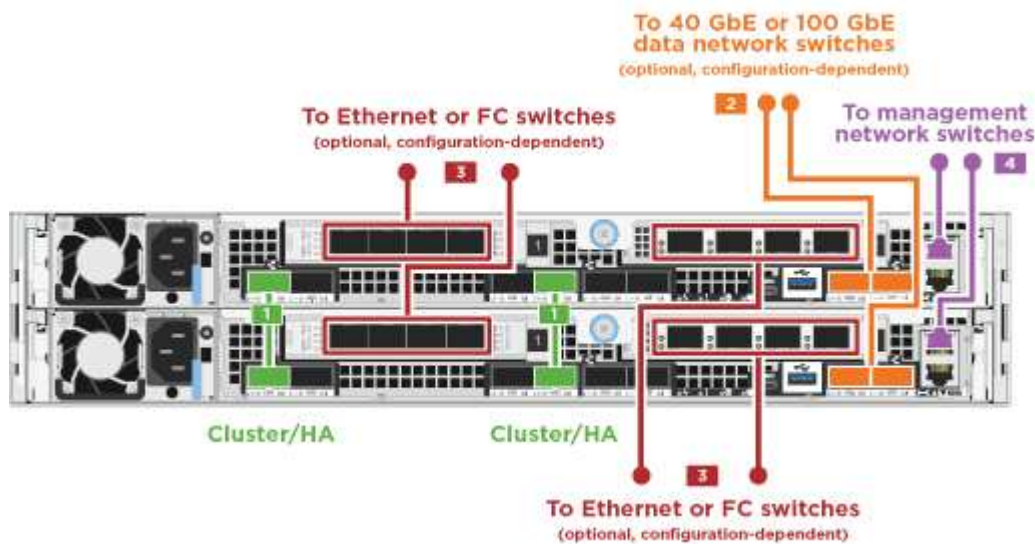 To 40 GbE or 100 GbE
data network switches
(optional, configuration-dependent)
2
To management
network switches
4
To Ethernet or FC switches
(optional, configuration-dependent)
3
1
1
1
1
Cluster/HA
Cluster/HA
3
To Ethernet or FC switches
(optional, configuration-dependent)